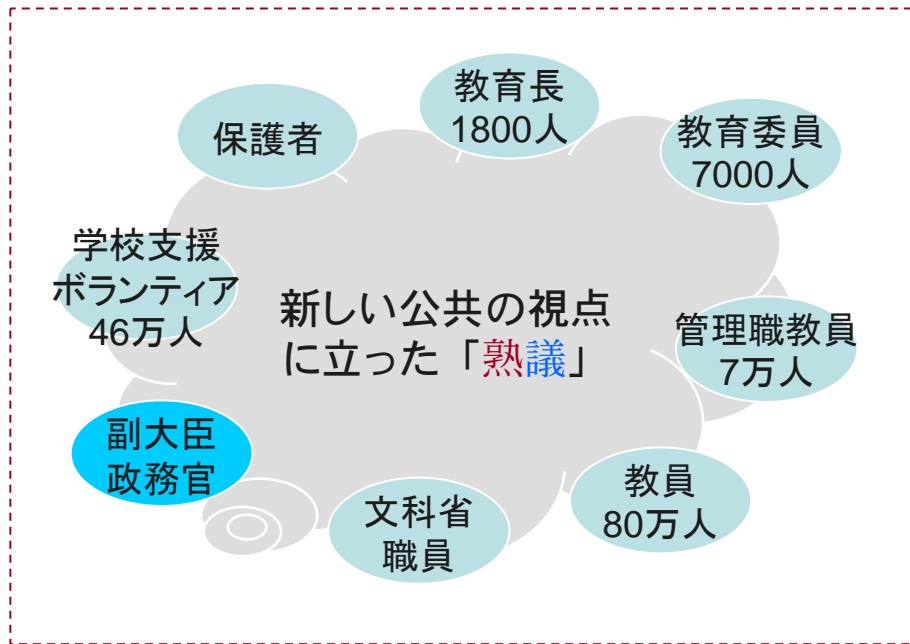 教育長
1800人
保護者
教育委員
7000人
学校支援
ボランティア
46万人
新しい公共の視点
に立った「熟議」
管理職教員
7万人
副大臣
政務官
教員
80万人
文科省
職員